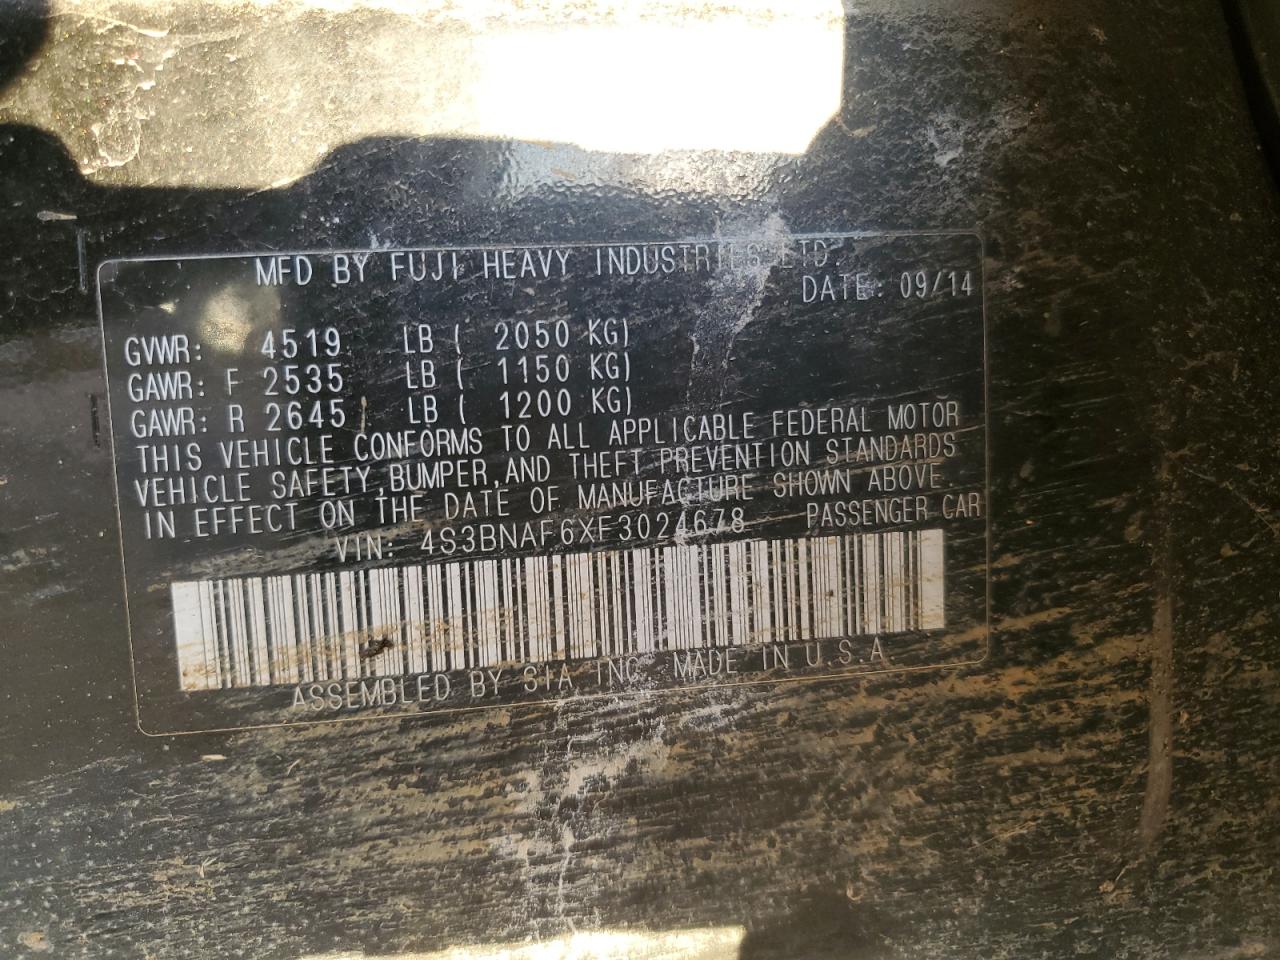 MFD BY FUJI HEAVY INDUSTRIES LTD.
DATE: 09/14
GVWR: 4519 LB ( 2050 KG)
GAWR: F 2535 LB ( 1150 KG)
GAWR: R 2645 LB ( 1200 KG)
THIS VEHICLE CONFORMS TO ALL APPLICABLE FEDERAL MOTOR
VEHICLE SAFETY, BUMPER, AND THEFT PREVENTION STANDARDS
IN EFFECT ON THE DATE OF MANUFACTURE SHOWN ABOVE.
VIN: 4S3BNAF6XF3024678 PASSENGER CAR
ASSEMBLED BY SIA INC. MADE IN U.S.A